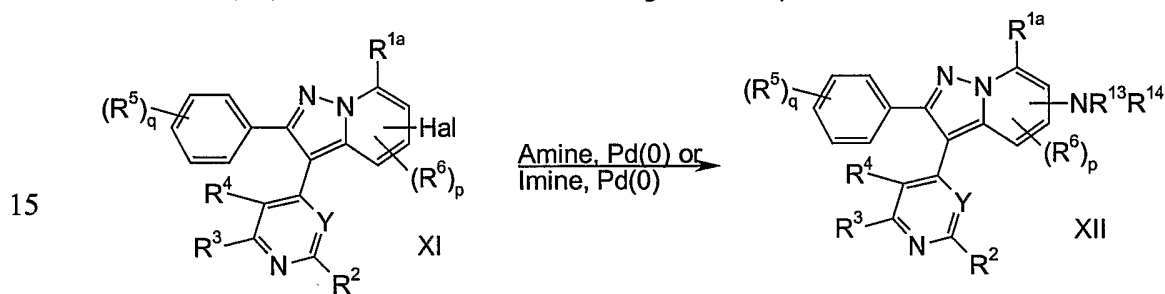 R1a
R1a
N
N
N
N
(R5)q
Hal
(R5)q
NR13R14
(R6)p
(R6)p
Amine, Pd(0) or
Imine, Pd(0)
15
R4
Y
R4
Y
R3
N
R2
XI
R3
N
R2
XII